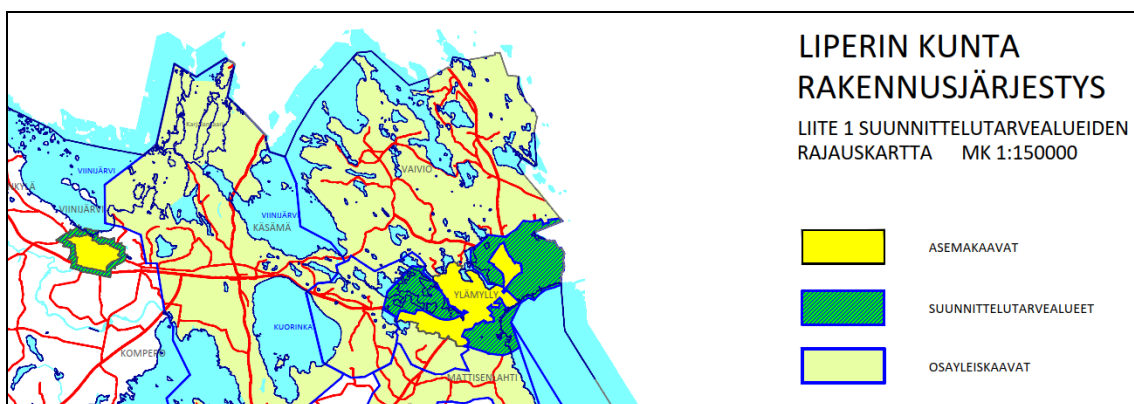 LIPERIN KUNTA
RAKENNUSJÄRJESTYS
LIITE 1 SUUNNITTELUTARVEALUEIDEN
RAJAUSKARTTA MK 1:150000
ASEMAKAAVAT
SUUNNITTELUTARVEALUEET
OSAYLEISKAAVAT
VAIVIO
VIINIJÄRVI
VIINIJÄRVI
VIINIJÄRVI
KÄSÄMÄ
YLÄMYLLY
KUORINKA
KOMPERO
MATTISENLAHTI